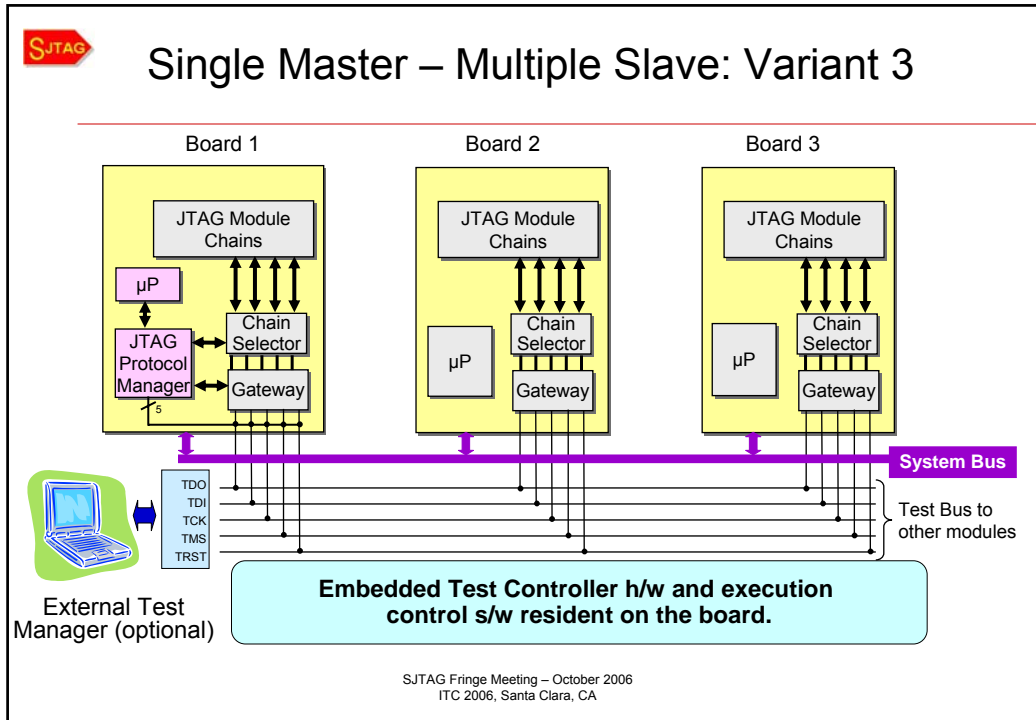 SJTAG
Single Master – Multiple Slave: Variant 3
Board 1
Board 2
Board 3
JTAG Module
Chains
µP
JTAG
Protocol
Manager
Chain
Selector
Gateway
5
JTAG Module
Chains
µP
Chain
Selector
Gateway
JTAG Module
Chains
µP
Chain
Selector
Gateway
System Bus
TDO
TDI
TCK
TMS
TRST
Test Bus to
other modules
External Test
Manager (optional)
Embedded Test Controller h/w and execution
control s/w resident on the board.
SJTAG Fringe Meeting – October 2006
ITC 2006, Santa Clara, CA